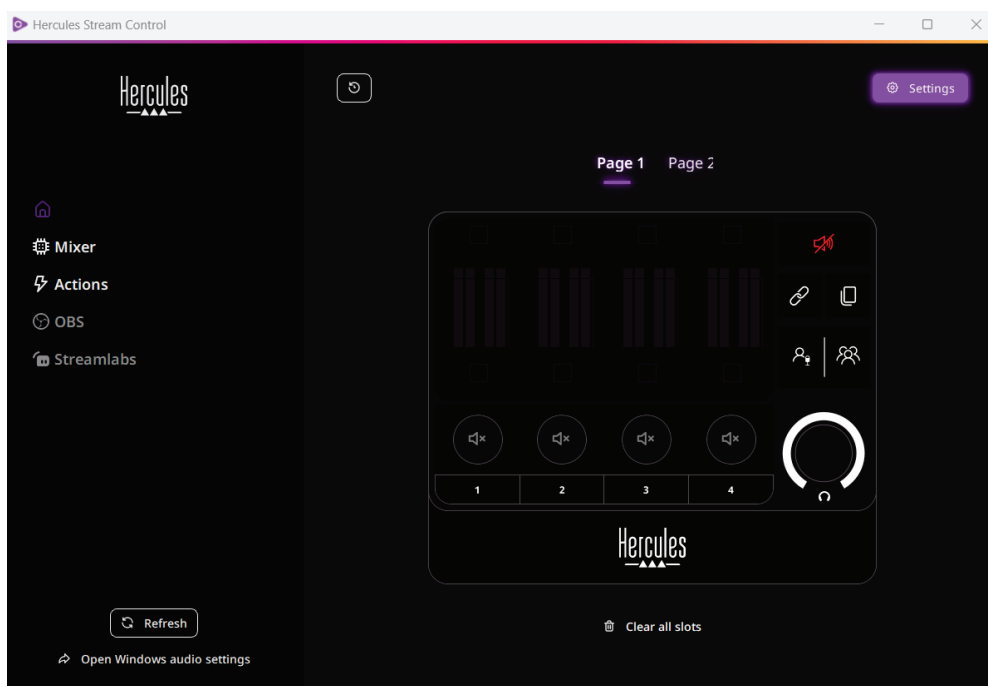 Hercules Stream Control
Hercules
Settings
Page 1 Page 2
Mixer
Actions
OBS
Streamlabs
1 2 3 4
Hercules
Refresh
Clear all slots
Open Windows audio settings